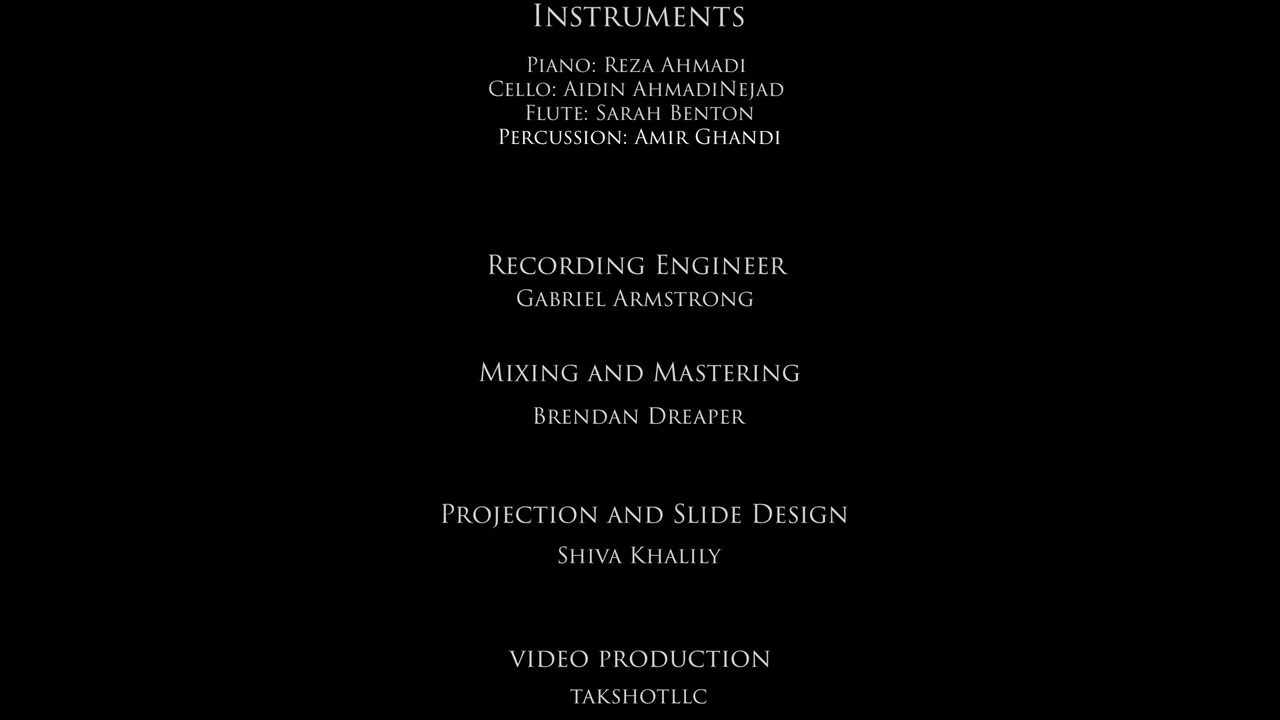 Instruments
Piano: Reza Ahmadi
Cello: Aidin AhmadiNejad
Flute: Sarah Benton
Percussion: Amir Ghandi
Recording Engineer
Gabriel Armstrong
Mixing and Mastering
Brendan Dreaper
Projection and Slide Design
Shiva Khalily
video production
takshotllc